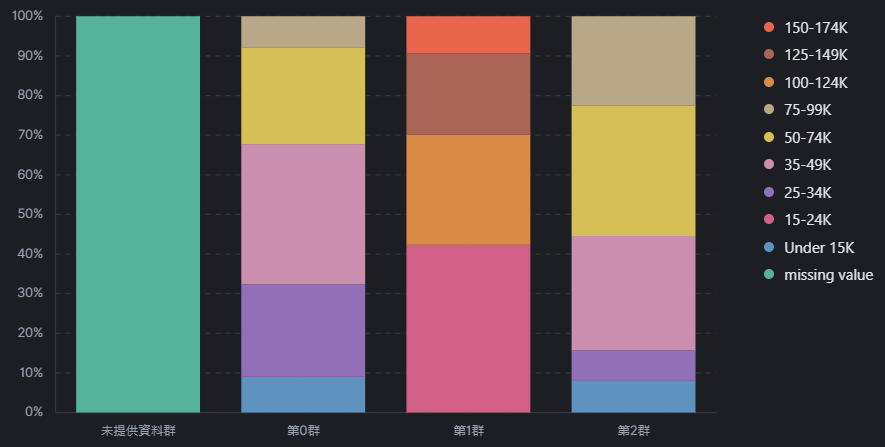 100%
90%
80%
70%
60%
50%
40%
30%
20%
10%
0%
未提供資料群
第0群
第1群
第2群
150-174K
125-149K
100-124K
75-99K
50-74K
35-49K
25-34K
15-24K
Under 15K
missing value